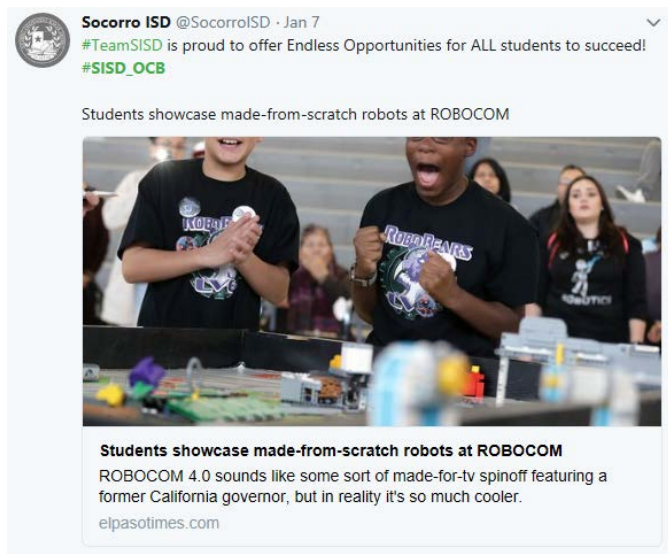 Socorro ISD @SocorroISD · Jan 7
#TeamSISD is proud to offer Endless Opportunities for ALL students to succeed!
#SISD_OCB
Students showcase made-from-scratch robots at ROBOCOM
ROBOBEARS
LV
Students showcase made-from-scratch robots at ROBOCOM
ROBOCOM 4.0 sounds like some sort of made-for-tv spinoff featuring a
former California governor, but in reality it's so much cooler.
elpasotimes.com